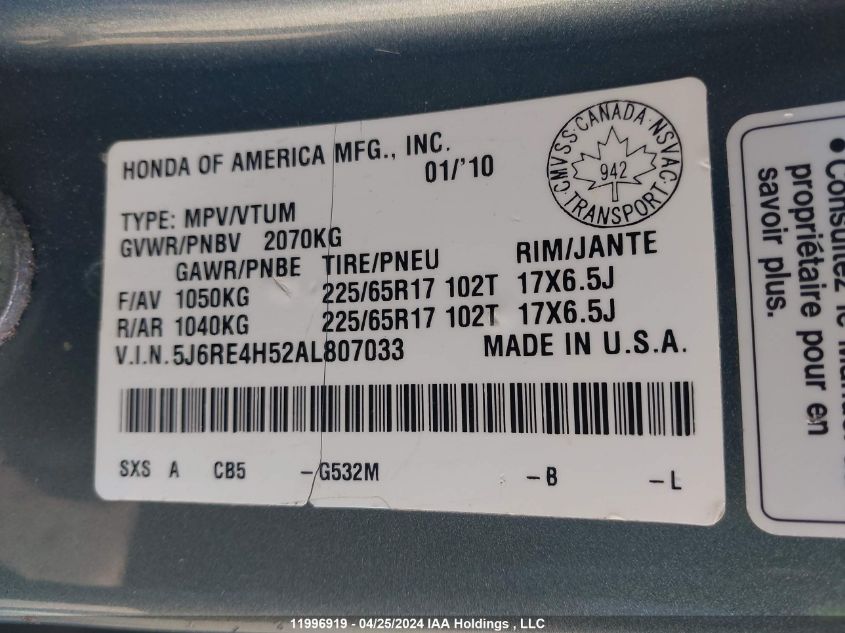 HONDA OF AMERICA MFG., INC.
01/'10
CMVSS · CANADA · NSVAC · TRANSPORT
942
TYPE: MPV/VTUM
GVWR/PNBV 2070KG
GAWR/PNBE TIRE/PNEU RIM/JANTE
F/AV 1050KG 225/65R17 102T 17X6.5J
R/AR 1040KG 225/65R17 102T 17X6.5J
V.I.N. 5J6RE4H52AL807033 MADE IN U.S.A.
SXS A CB5 -G532M -B -L
• Consultez le
propriétaire pour en
savoir plus.
11996919 - 04/25/2024 IAA Holdings , LLC